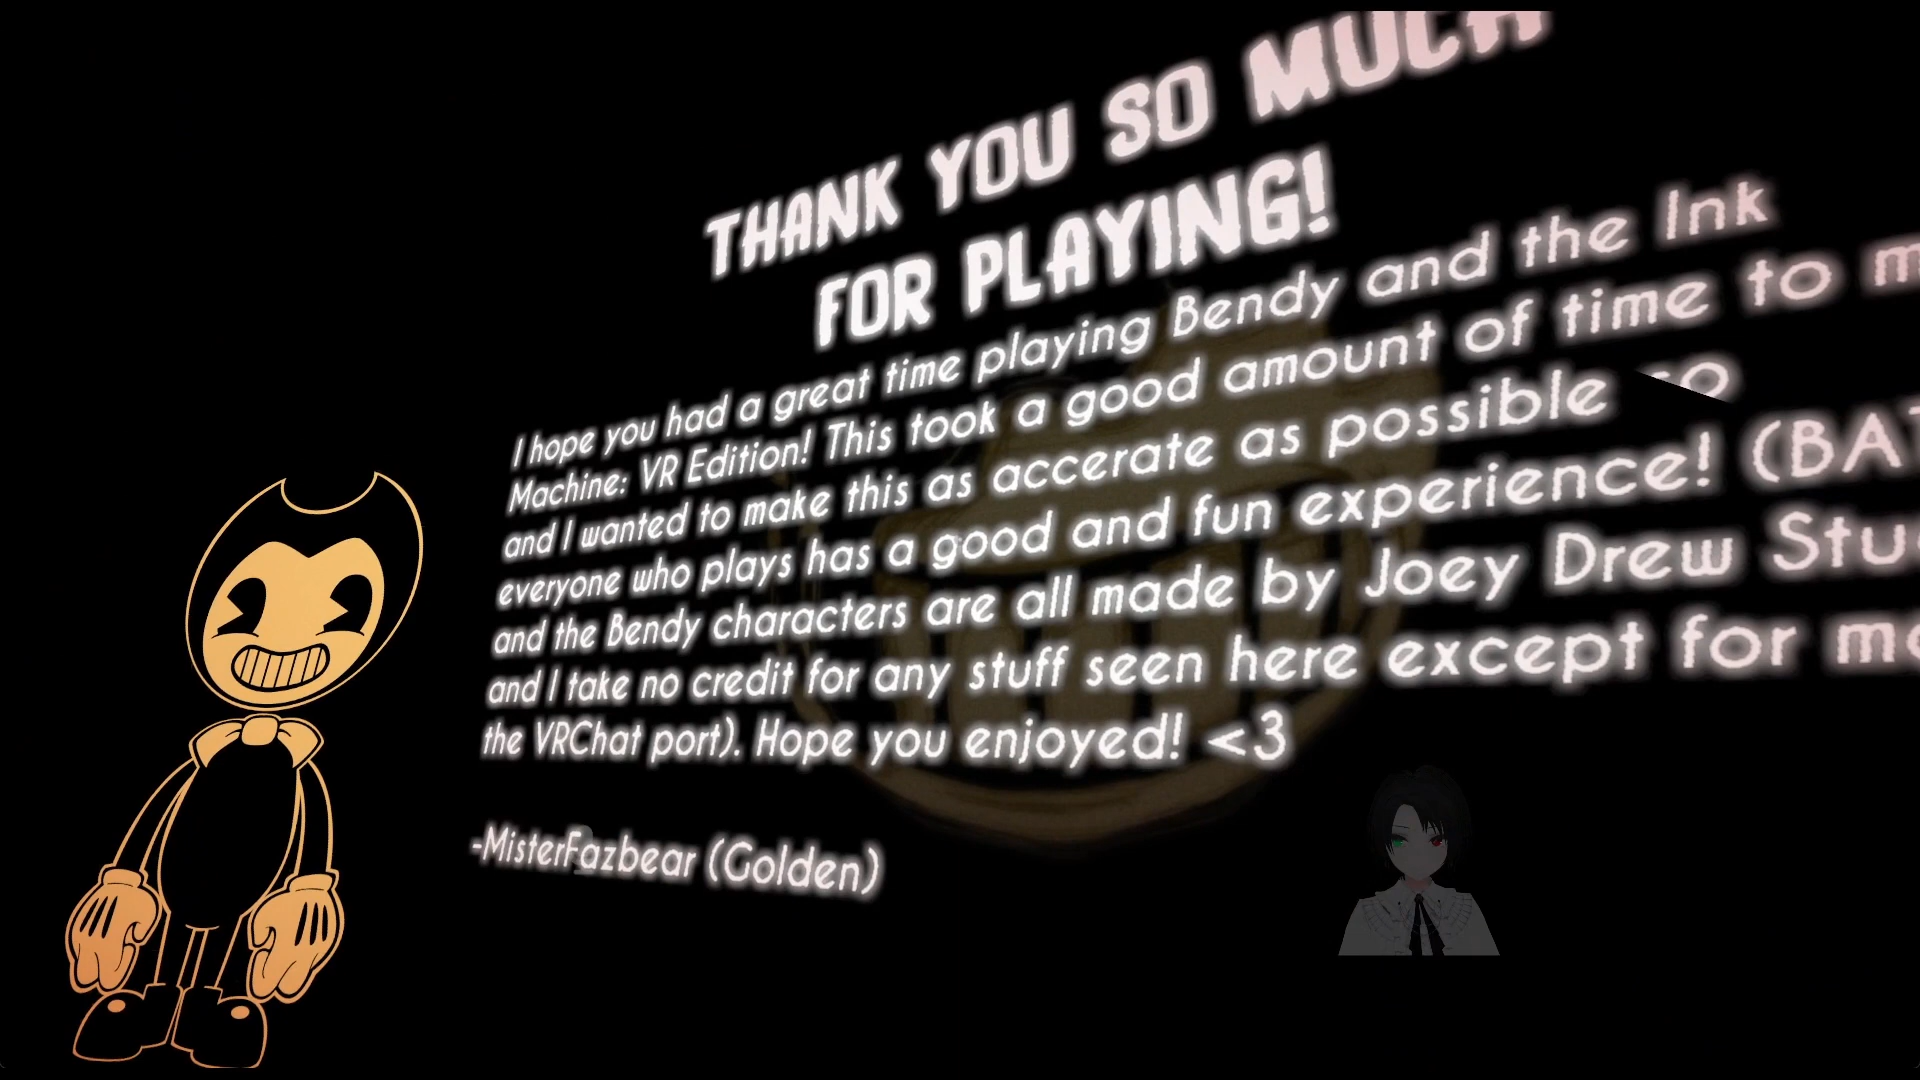 THANK YOU SO MUCH
FOR PLAYING!
I hope you had a great time playing Bendy and the Ink
Machine: VR Edition! This took a good amount of time to
and I wanted to make this as accerate as possible so
everyone who plays has a good and fun experience!
and the Bendy characters are all made by Joey Drew
and I take no credit for any stuff seen here except for
the VRChat port). Hope you enjoyed! <3
-MisterFazbear (Golden)